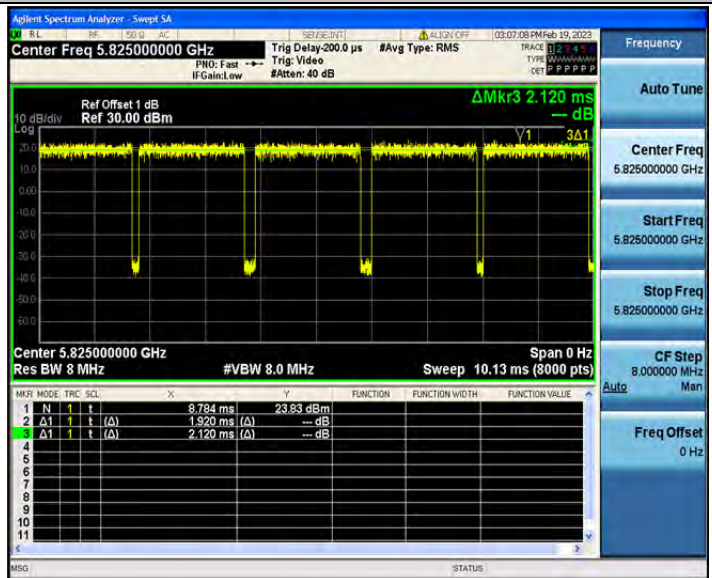 Agilent Spectrum Analyzer - Swept SA
RL RF 50 Ω AC SENSE:INT ALIGN OFF 03:07:08 PM Feb 19, 2023
Center Freq 5.825000000 GHz
PNO: Fast
IFGain:Low
Trig Delay-200.0 µs
Trig: Video
#Atten: 40 dB
#Avg Type: RMS
TRACE 1 2 3 4 5 6
TYPE WWWWWW
DET P P P P P P
Frequency
Auto Tune
Ref Offset 1 dB
10 dB/div Ref 30.00 dBm
Log
ΔMkr3 2.120 ms
--- dB
1 3Δ1
20.0
10.0
0.00
-10.0
-20.0
-30.0
-40.0
-50.0
-60.0
Center Freq
5.825000000 GHz
Start Freq
5.825000000 GHz
Stop Freq
5.825000000 GHz
Center 5.825000000 GHz Span 0 Hz
Res BW 8 MHz #VBW 8.0 MHz Sweep 10.13 ms (8000 pts)
CF Step
8.000000 MHz
Auto Man
MKR MODE TRC SCL X Y FUNCTION FUNCTION WIDTH FUNCTION VALUE
1 N 1 t 8.784 ms 23.83 dBm
2 Δ1 1 t (Δ) 1.920 ms (Δ) --- dB
3 Δ1 1 t (Δ) 2.120 ms (Δ) --- dB
4
5
6
7
8
9
10
11
Freq Offset
0 Hz
MSG STATUS